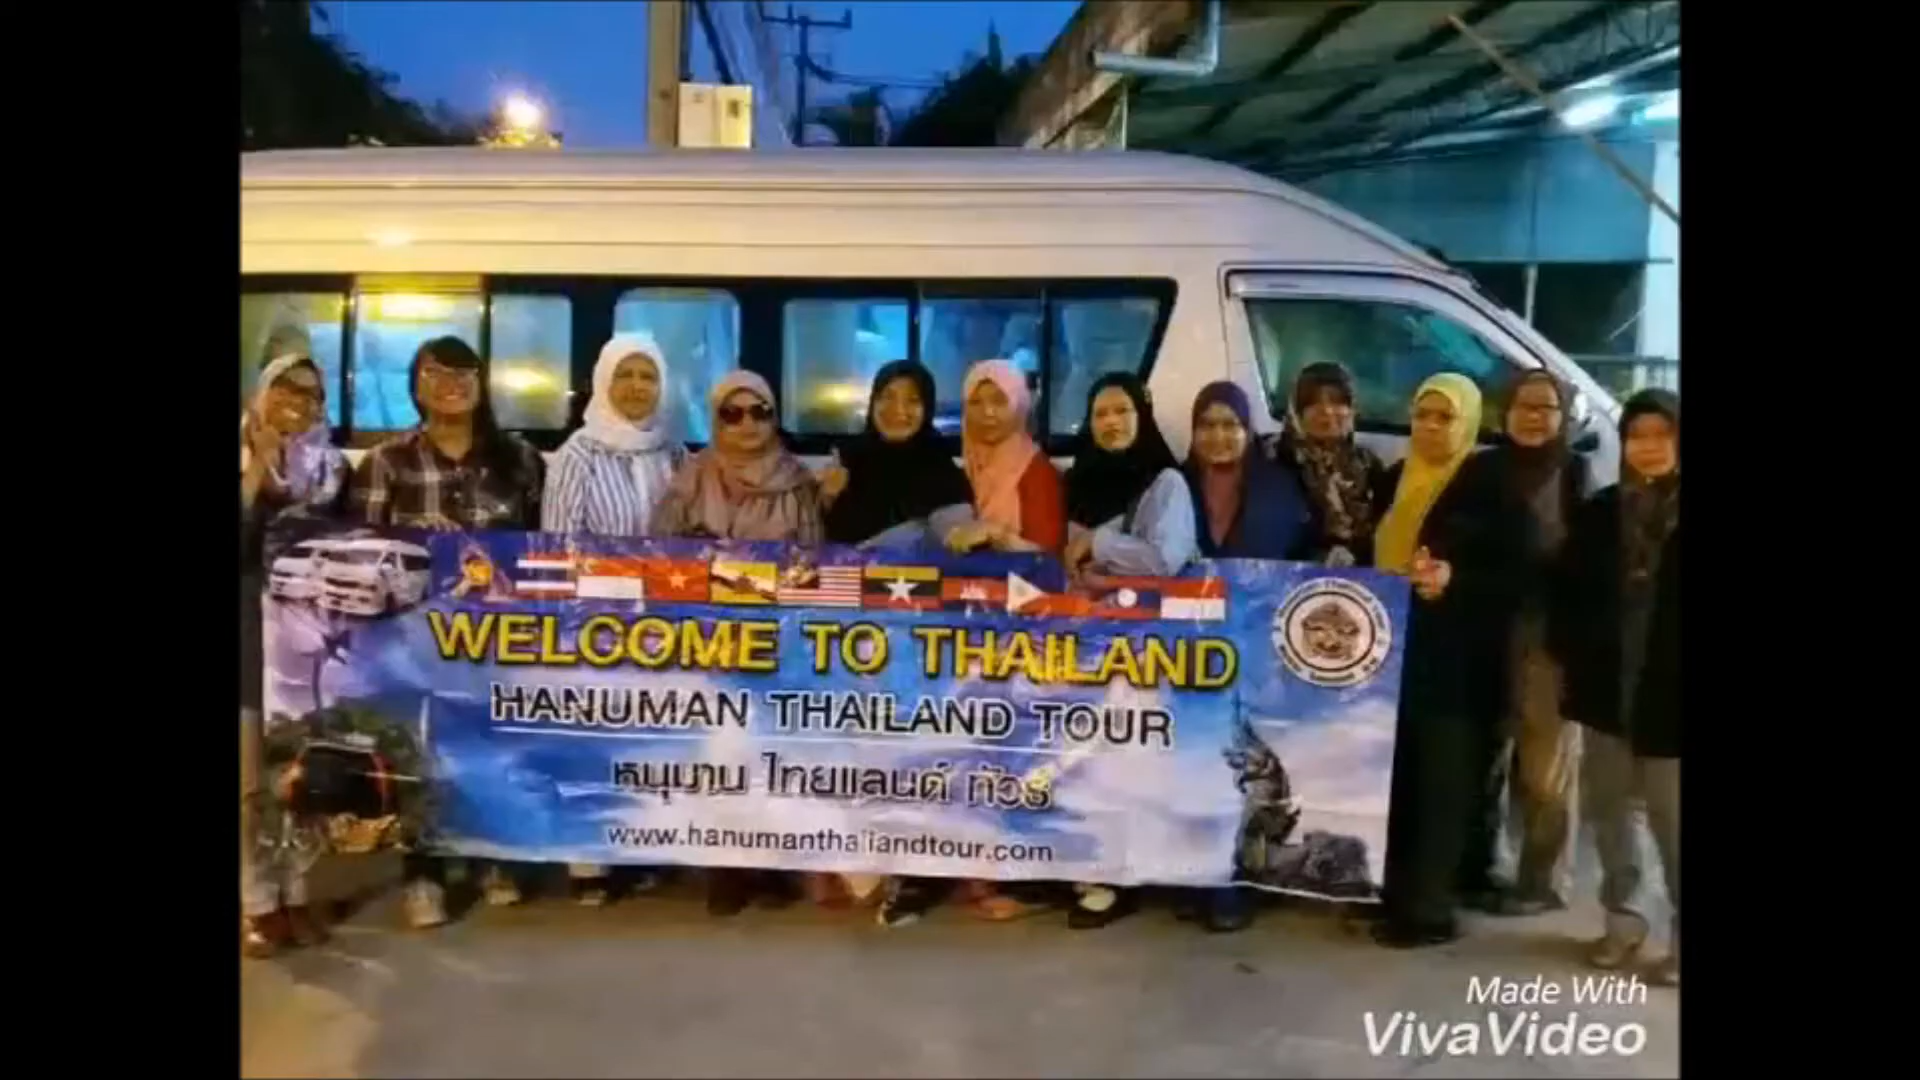 WELCOME TO THAILAND
HANUMAN THAILAND TOUR
หนุมาน ไทยแลนด์ ทัวร์
www.hanumanthailandtour.com
Made With
VivaVideo